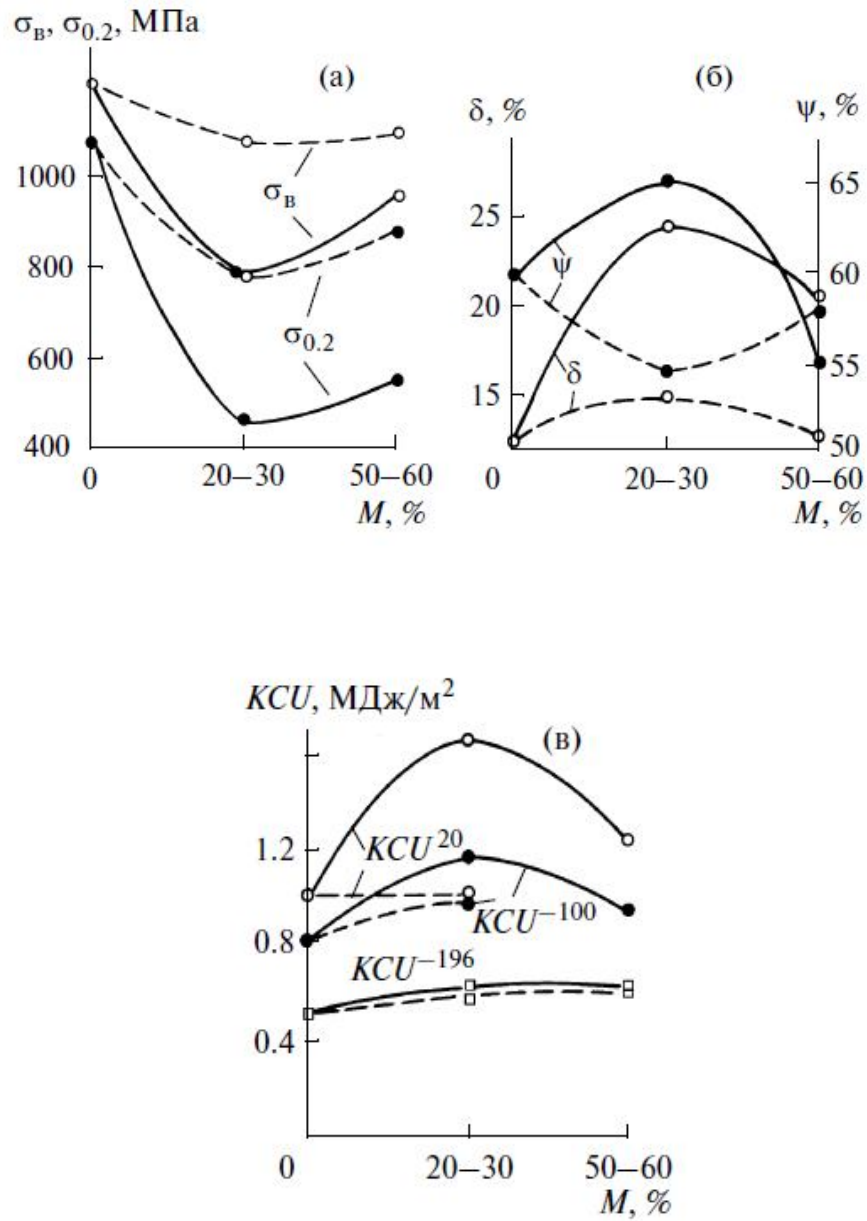 σв, σ0.2, МПа
(а)
1000
800
600
400
σв
σ0.2
0
20–30
50–60
M, %
(б)
δ, %
ψ, %
25
20
15
65
60
55
50
ψ
δ
0
20–30
50–60
M, %
KCU, МДж/м²
(в)
1.2
0.8
0.4
KCU²⁰
KCU⁻¹⁰⁰
KCU⁻¹⁹⁶
0
20–30
50–60
M, %